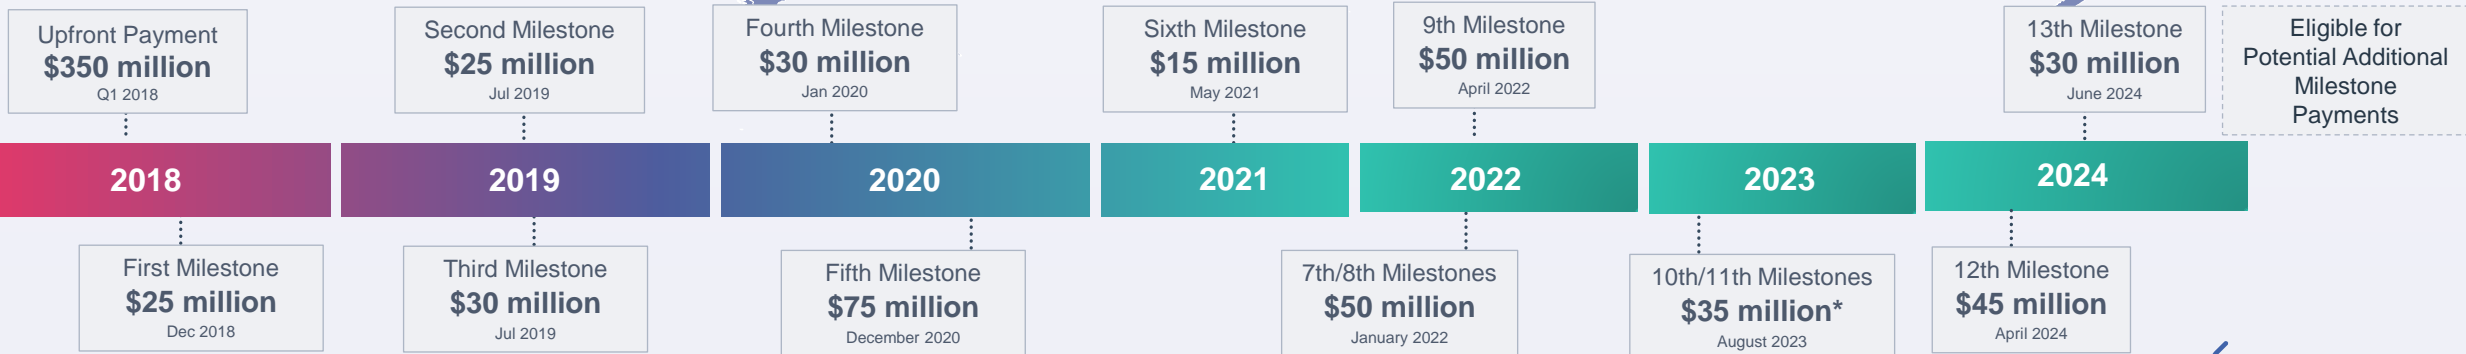 Upfront Payment
$350 million
Q1 2018
Second Milestone
$25 million
Jul 2019
Fourth Milestone
$30 million
Jan 2020
Sixth Milestone
$15 million
May 2021
9th Milestone
$50 million
April 2022
13th Milestone
$30 million
June 2024
Eligible for
Potential Additional
Milestone
Payments
2018
2019
2020
2021
2022
2023
2024
First Milestone
$25 million
Dec 2018
Third Milestone
$30 million
Jul 2019
Fifth Milestone
$75 million
December 2020
7th/8th Milestones
$50 million
January 2022
10th/11th Milestones
$35 million*
August 2023
12th Milestone
$45 million
April 2024